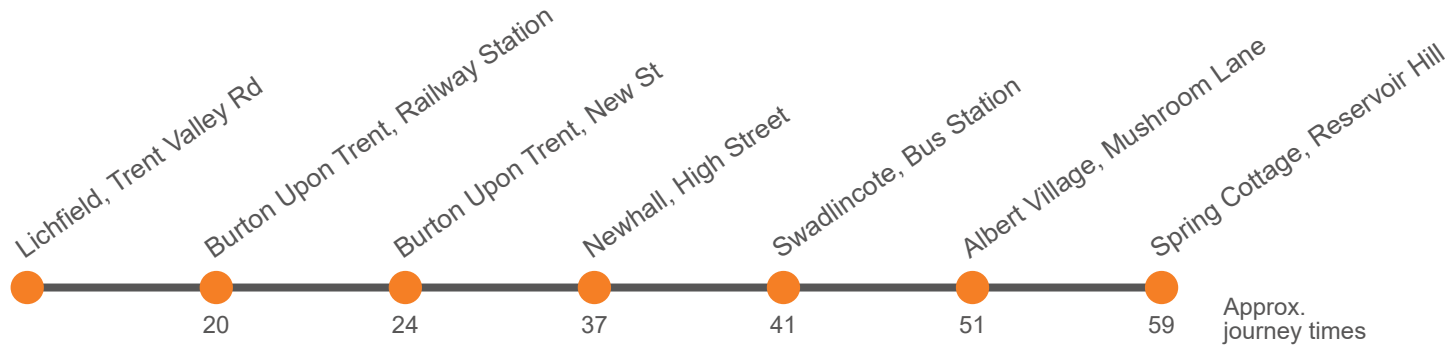 Lichfield, Trent Valley Rd
Burton Upon Trent, Railway Station
Burton Upon Trent, New St
Newhall, High Street
Swadlincote, Bus Station
Albert Village, Mushroom Lane
Spring Cottage, Reservoir Hill
20
24
37
41
51
59
Approx.
journey times